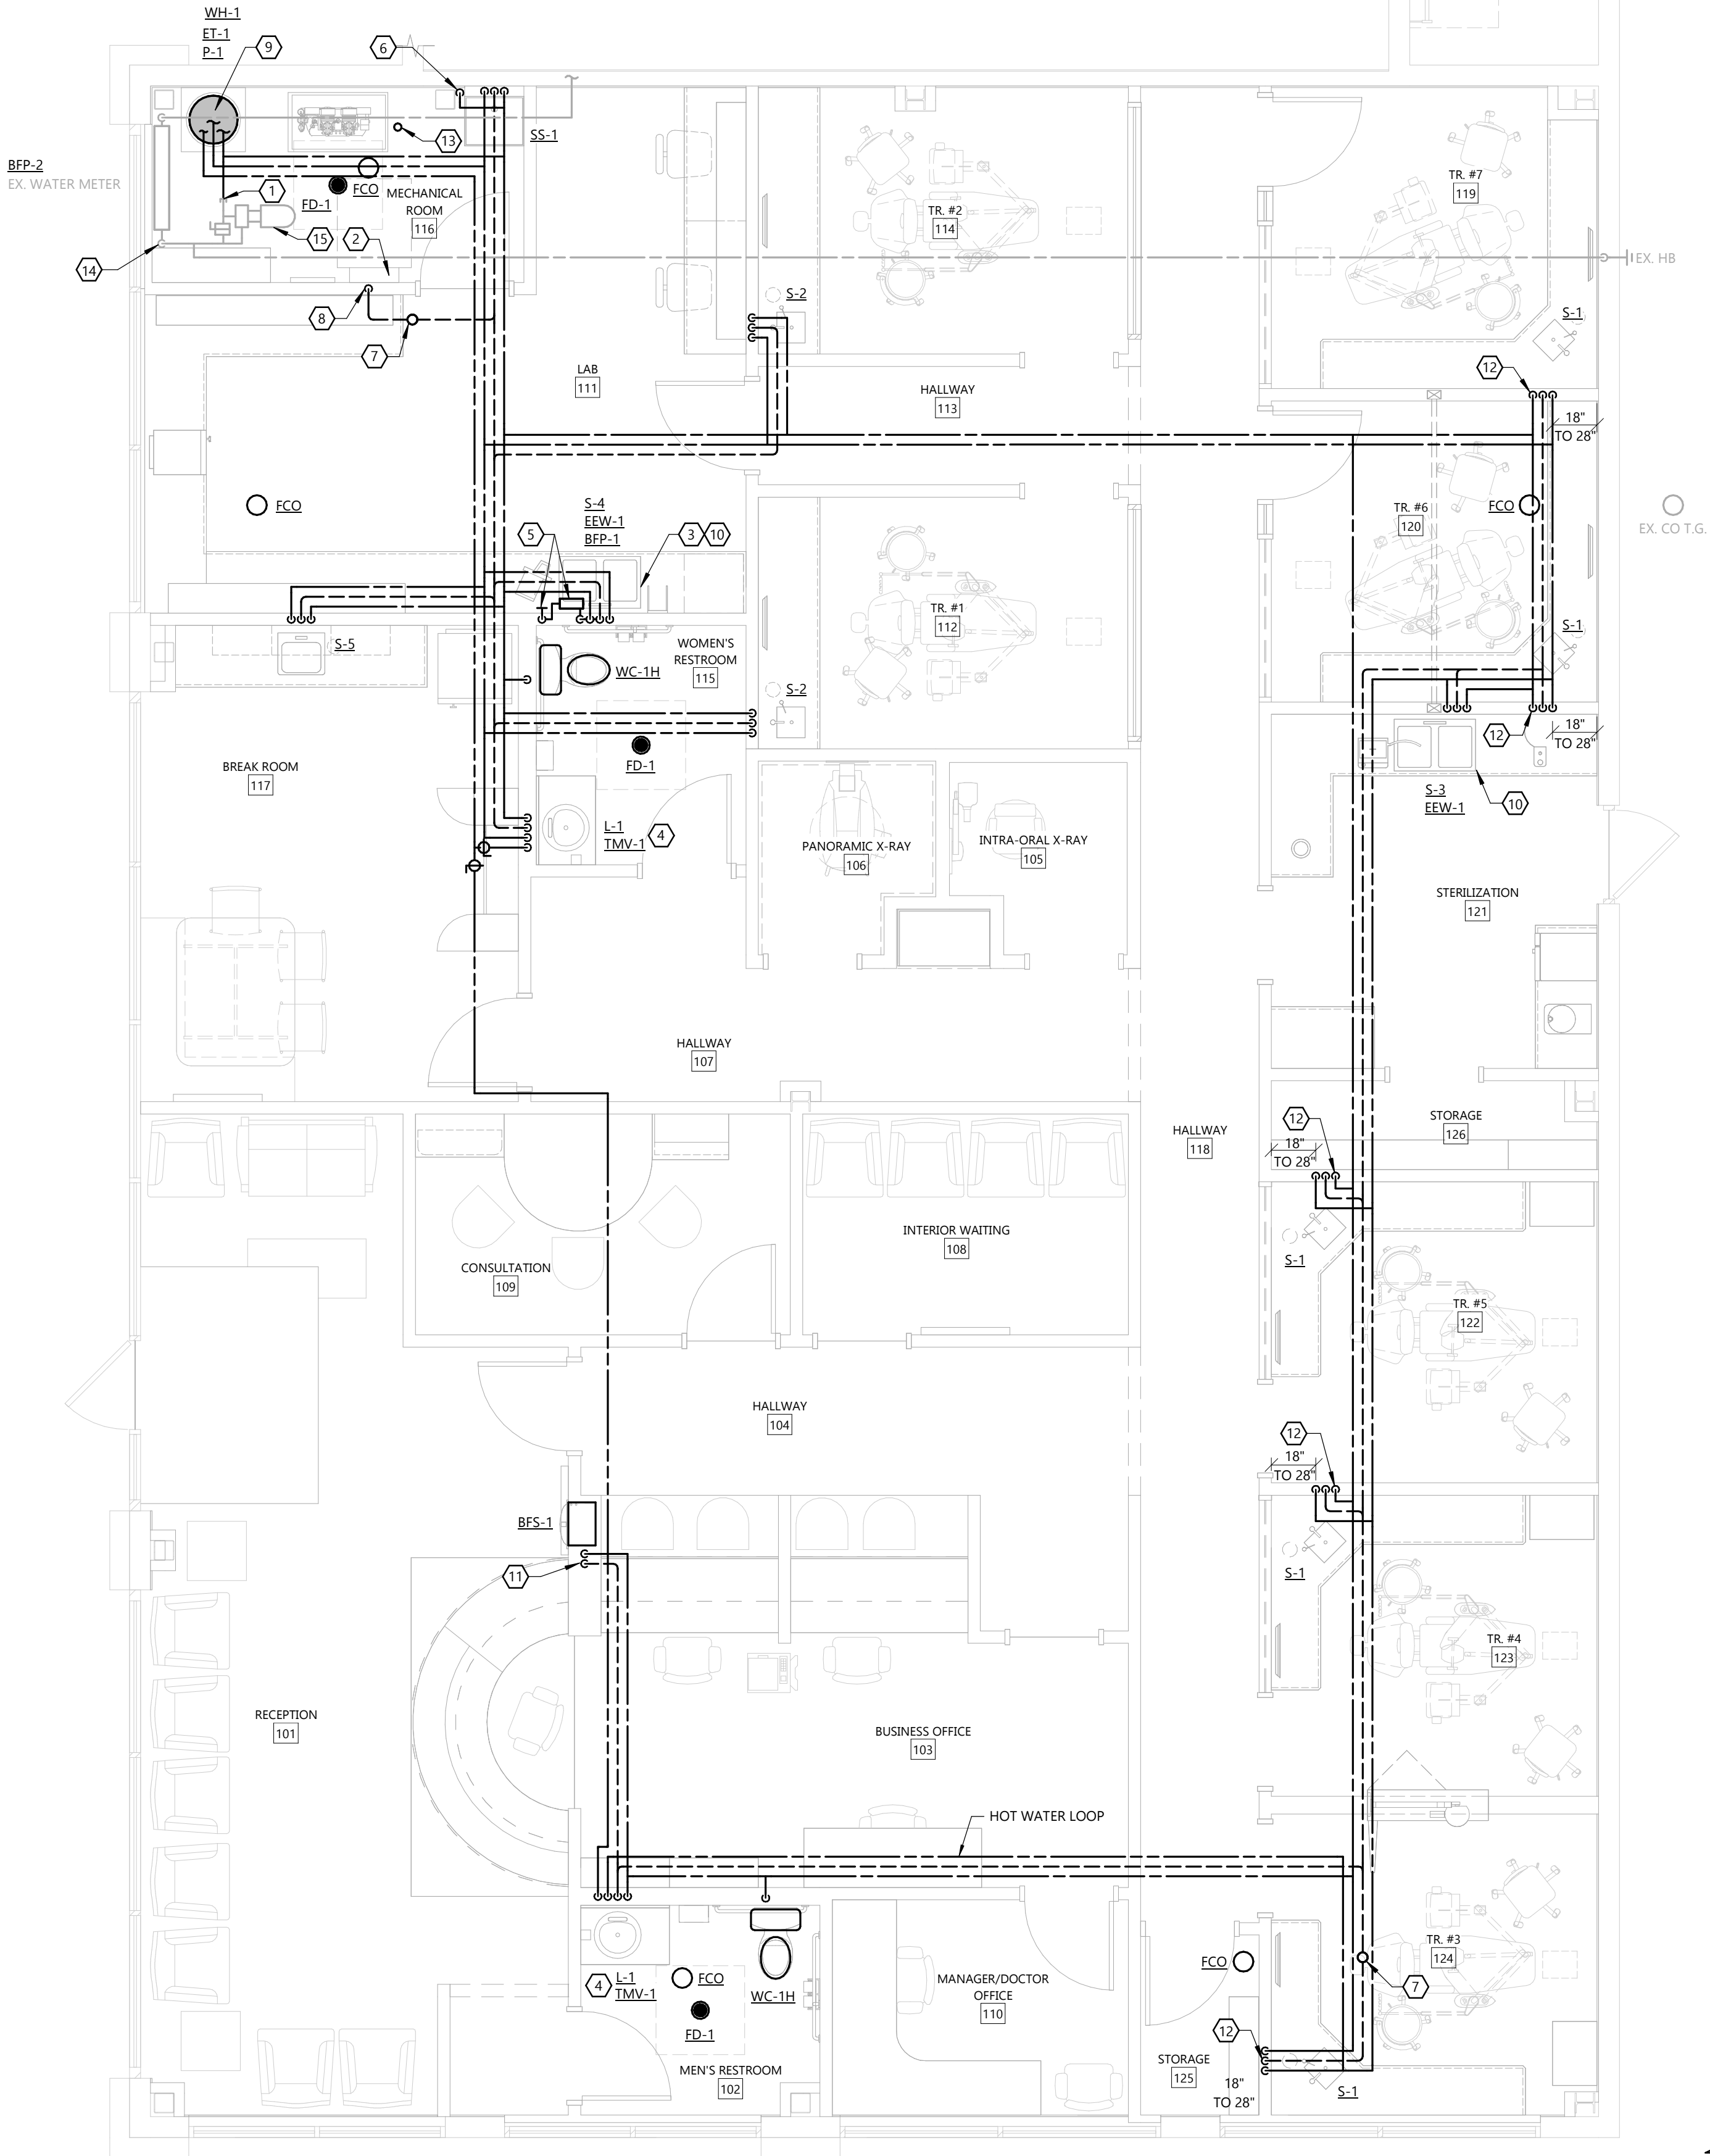 WH-1
ET-1
P-1
9
6
13
SS-1
BFP-2
EX. WATER METER
1
FCO
FD-1
MECHANICAL
ROOM
116
15
2
14
8
7
TR. #2
114
TR. #7
119
EX. HB
S-2
S-1
LAB
111
HALLWAY
113
12
18"
TO 28"
FCO
S-4
EEW-1
BFP-1
5
3
10
TR. #6
120
FCO
EX. CO T.G.
TR. #1
112
S-1
S-5
WOMEN'S
RESTROOM
115
WC-1H
S-2
FD-1
12
18"
TO 28"
BREAK ROOM
117
S-3
EEW-1
10
L-1
TMV-1
4
PANORAMIC X-RAY
106
INTRA-ORAL X-RAY
105
STERILIZATION
121
HALLWAY
107
HALLWAY
118
12
STORAGE
126
18"
TO 28"
INTERIOR WAITING
108
CONSULTATION
109
S-1
TR. #5
122
HALLWAY
104
12
18"
TO 28"
BFS-1
11
S-1
TR. #4
123
RECEPTION
101
BUSINESS OFFICE
103
HOT WATER LOOP
TR. #3
124
FCO
7
4
L-1
TMV-1
FCO
WC-1H
FD-1
MANAGER/DOCTOR
OFFICE
110
12
STORAGE
125
18"
TO 28"
S-1
MEN'S RESTROOM
102